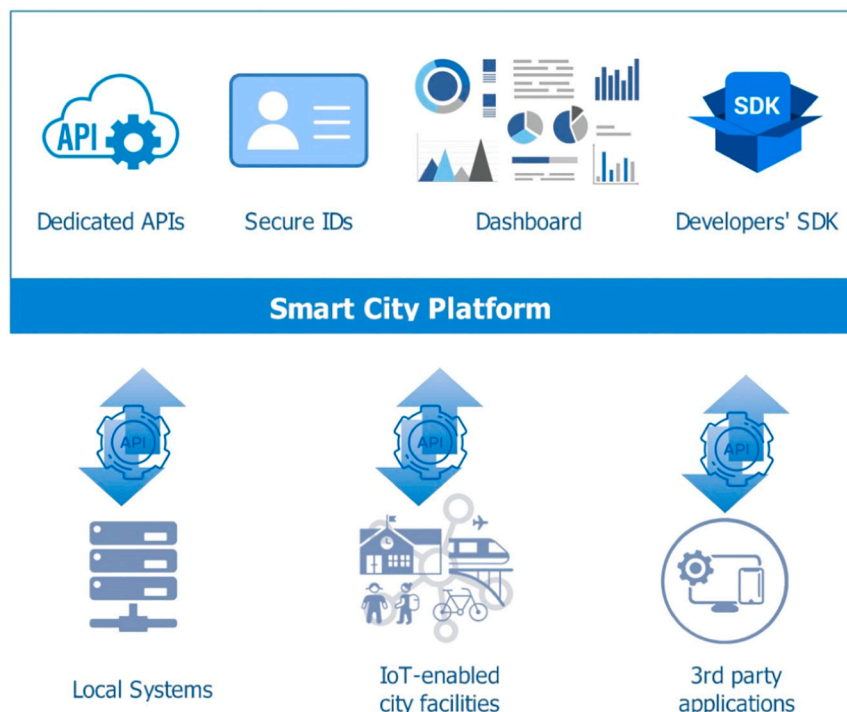 API
SDK
Dedicated APIs
Secure IDs
Dashboard
Developers' SDK
Smart City Platform
API
API
API
Local Systems
IoT-enabled
city facilities
3rd party
applications